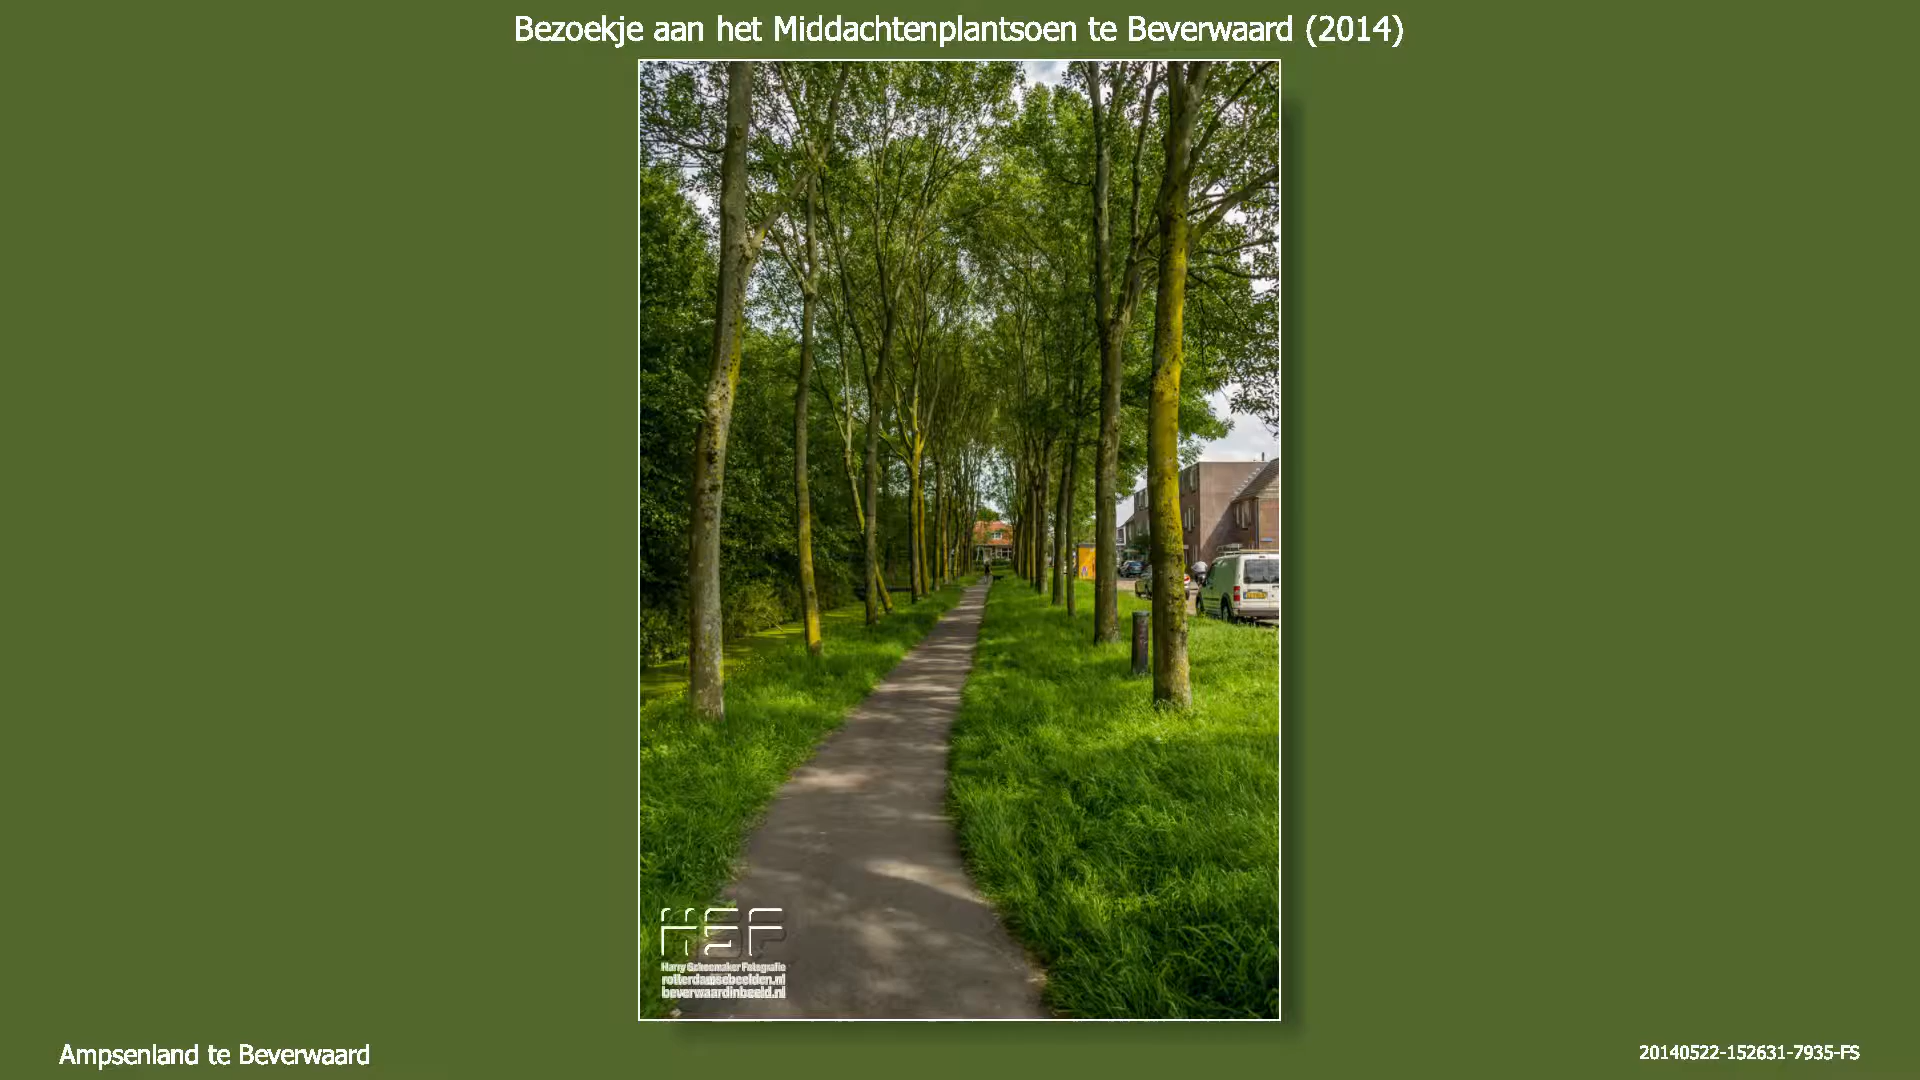 Bezoekje aan het Middachtenplantsoen te Beverwaard (2014)
HSF
Harry Scheemaker Fotografie
rotterdamsebeelden.nl
beverwaardinbeeld.nl
Ampsenland te Beverwaard
20140522-152631-7935-FS